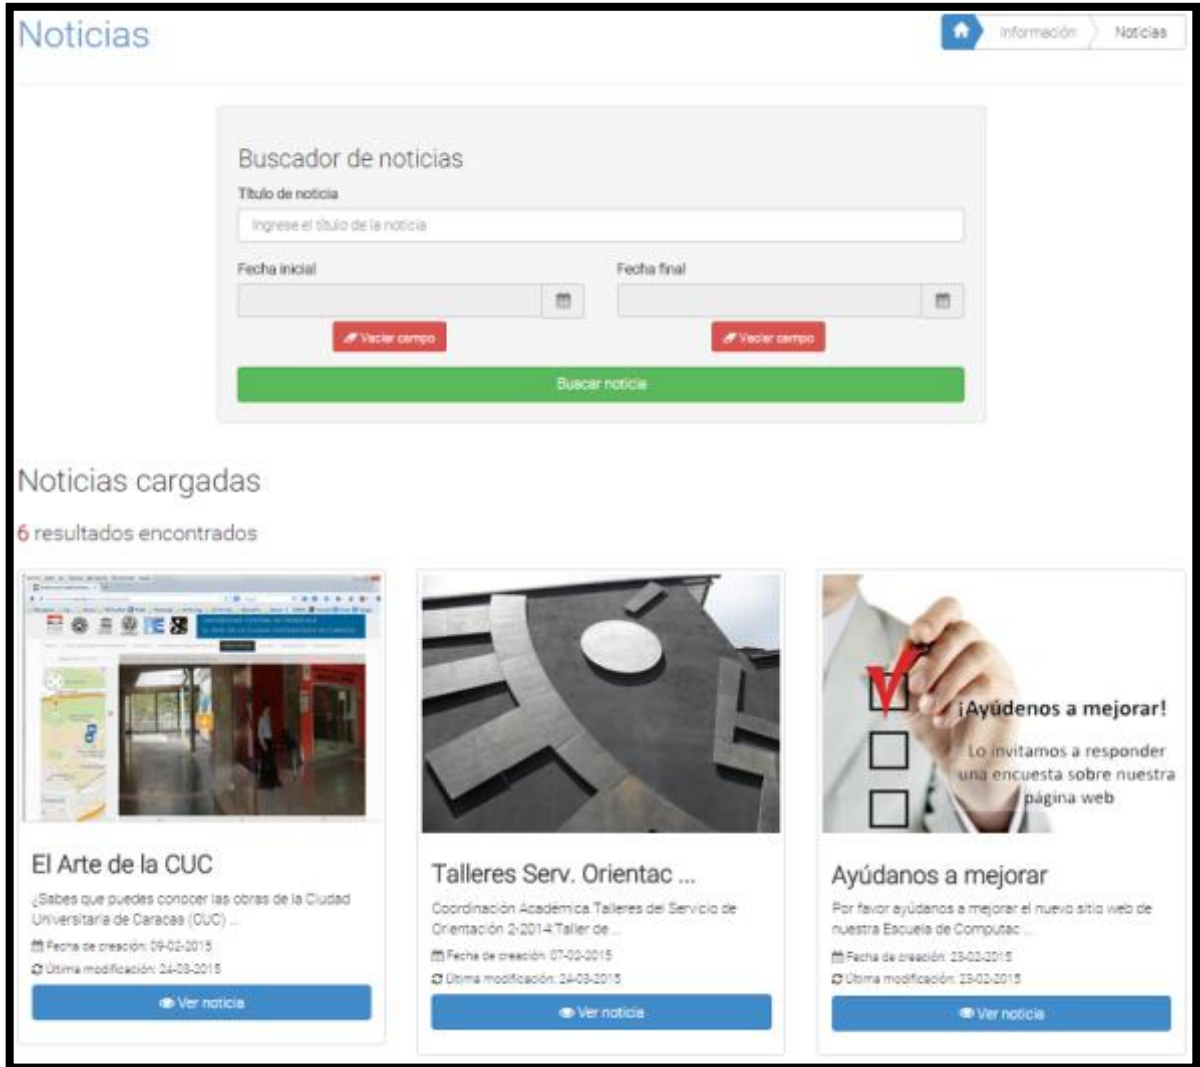 Noticias
Información
Noticias
Buscador de noticias
Título de noticia
Ingrese el título de la noticia
Fecha inicial
Fecha final
Vaciar campo
Vaciar campo
Buscar noticia
Noticias cargadas
6 resultados encontrados
El Arte de la CUC
¿Sabes que puedes conocer las obras de la Ciudad
Universitaria de Caracas (CUC) ...
Fecha de creación: 09-02-2015
Última modificación: 24-03-2015
Ver noticia
Talleres Serv. Orientac ...
Coordinación Académica Talleres del Servicio de
Orientación 2-2014 Taller de ...
Fecha de creación: 07-02-2015
Última modificación: 24-03-2015
Ver noticia
¡Ayúdenos a mejorar!
Lo invitamos a responder
una encuesta sobre nuestra
página web
Ayúdanos a mejorar
Por favor ayúdanos a mejorar el nuevo sitio web de
nuestra Escuela de Computac ...
Fecha de creación: 23-02-2015
Última modificación: 23-02-2015
Ver noticia